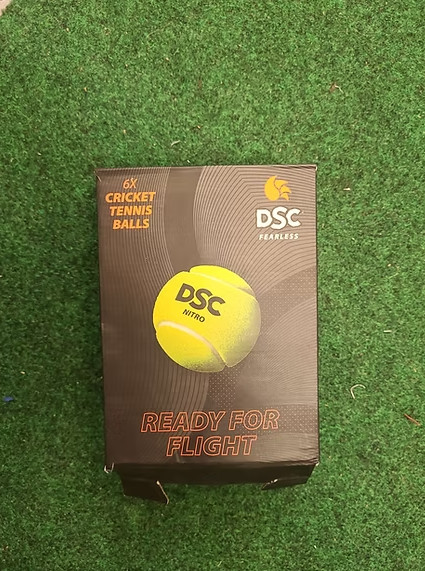 6X
CRICKET
TENNIS
BALLS
DSC
FEARLESS
DSC
NITRO
READY FOR
FLIGHT